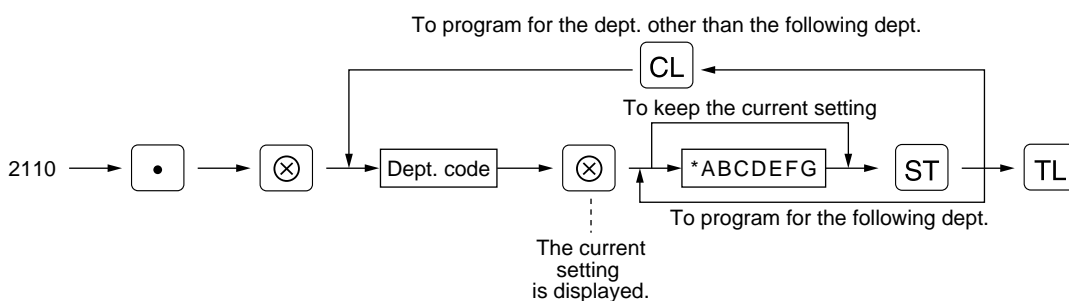 To program for the dept. other than the following dept.
CL
To keep the current setting
2110 • ⊗ Dept. code ⊗ *ABCDEFG ST TL
To program for the following dept.
The current
setting
is displayed.